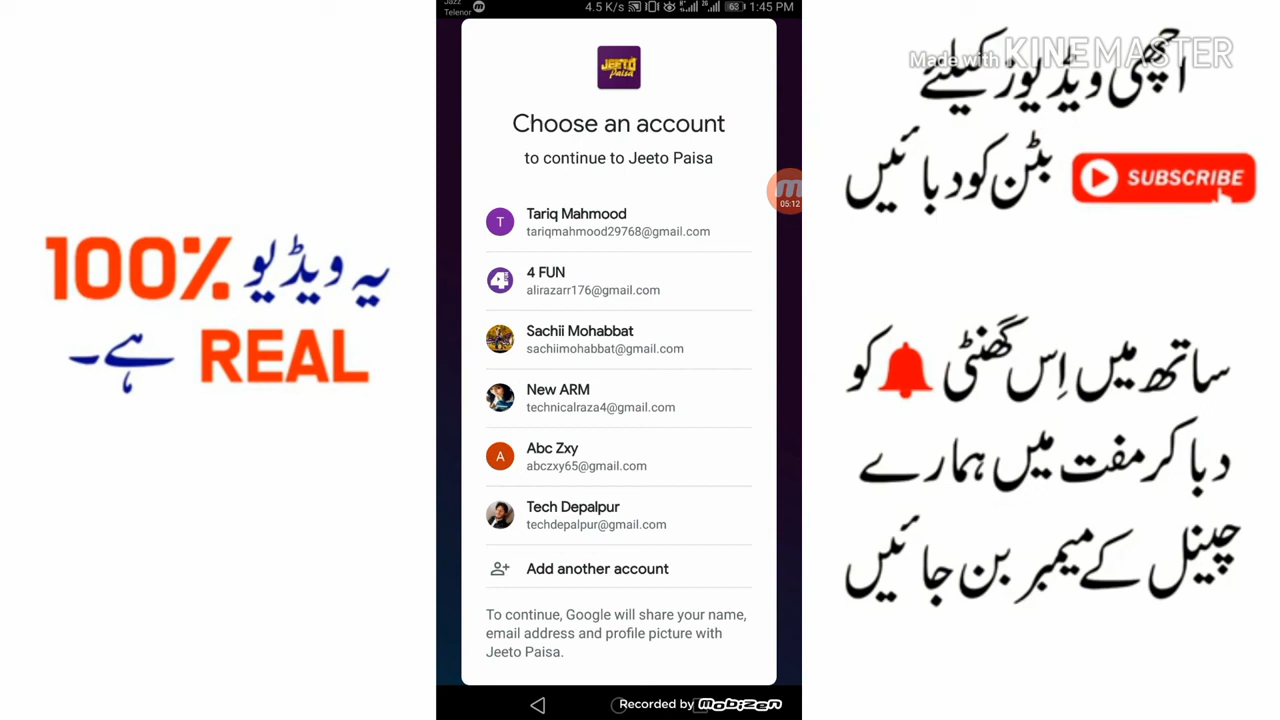 یہ ویڈیو 100%
REAL ہے۔
Jazz
Telenor
4.5 K/s
63
1:45 PM
JEETO
Paisa
Choose an account
to continue to Jeeto Paisa
05:12
T
Tariq Mahmood
tariqmahmood29768@gmail.com
4 FUN
alirazarr176@gmail.com
Sachii Mohabbat
sachiimohabbat@gmail.com
New ARM
technicalraza4@gmail.com
A
Abc Zxy
abczxy65@gmail.com
Tech Depalpur
techdepalpur@gmail.com
Add another account
To continue, Google will share your name,
email address and profile picture with
Jeeto Paisa.
Recorded by mobizen
Made with KINEMASTER
اچھی ویڈیوز کیلئے
SUBSCRIBE بٹن کو دبائیں
ساتھ میں اِس گھنٹی کو
دبا کر مفت میں ہمارے
چینل کے میمبر بن جائیں